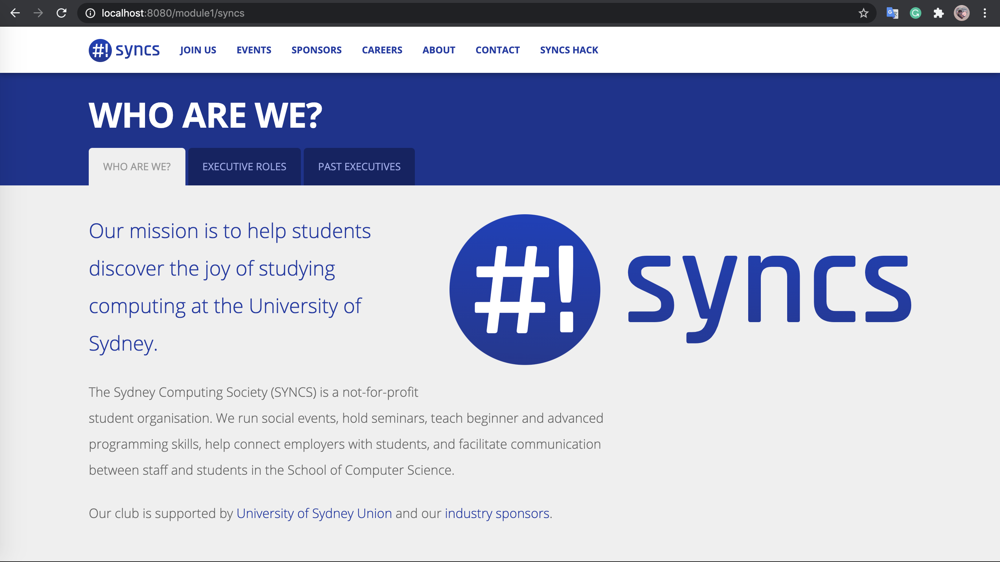 localhost:8080/module1/syncs
#! syncs JOIN US EVENTS SPONSORS CAREERS ABOUT CONTACT SYNCS HACK
WHO ARE WE?
WHO ARE WE? EXECUTIVE ROLES PAST EXECUTIVES
Our mission is to help students
discover the joy of studying
computing at the University of
Sydney.
#! syncs
The Sydney Computing Society (SYNCS) is a not-for-profit
student organisation. We run social events, hold seminars, teach beginner and advanced
programming skills, help connect employers with students, and facilitate communication
between staff and students in the School of Computer Science.
Our club is supported by University of Sydney Union and our industry sponsors.